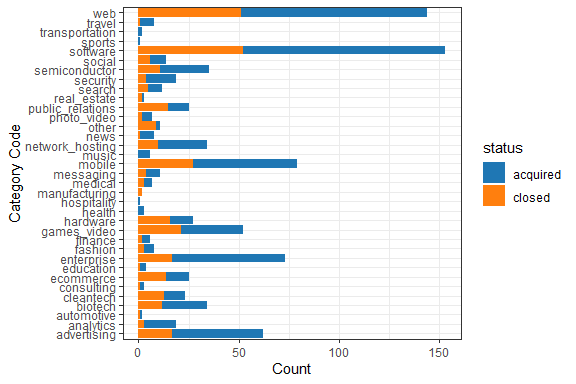 web
travel
transportation
sports
software
social
semiconductor
security
search
real_estate
public_relations
photo_video
other
news
network_hosting
music
mobile
messaging
medical
manufacturing
hospitality
health
hardware
games_video
finance
fashion
enterprise
education
ecommerce
consulting
cleantech
biotech
automotive
analytics
advertising
Category Code
0 50 100 150
Count
status
acquired
closed